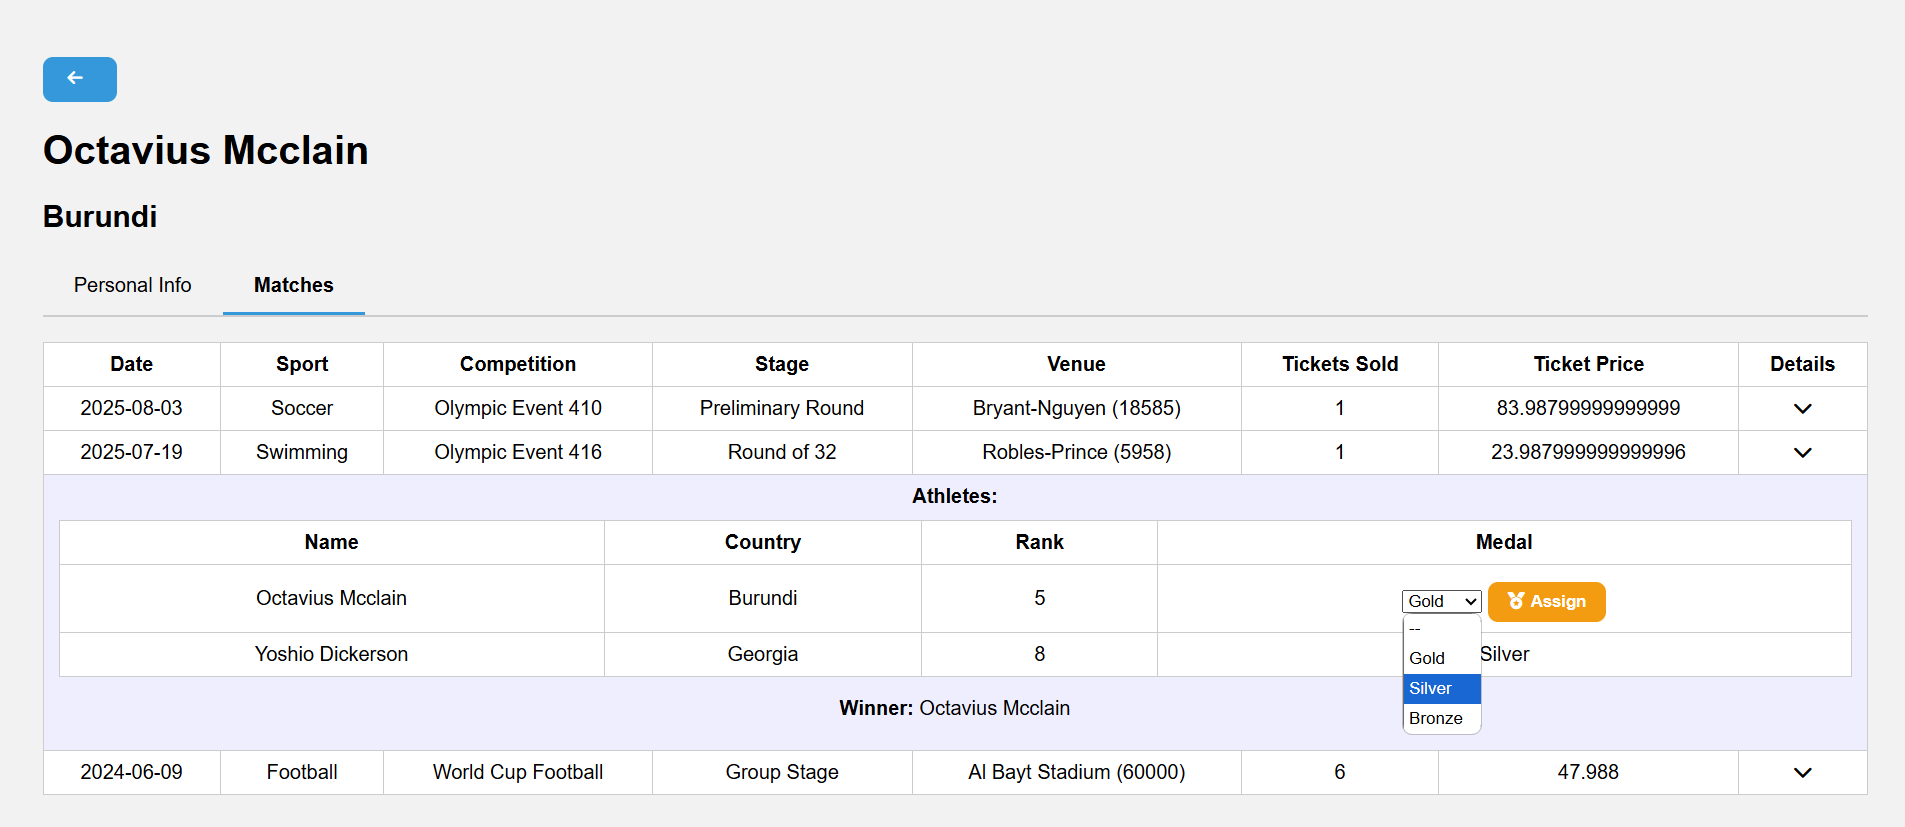 Octavius Mcclain
Burundi
Personal Info Matches
Date Sport Competition Stage Venue Tickets Sold Ticket Price Details
2025-08-03 Soccer Olympic Event 410 Preliminary Round Bryant-Nguyen (18585) 1 83.98799999999999
2025-07-19 Swimming Olympic Event 416 Round of 32 Robles-Prince (5958) 1 23.987999999999996
Athletes:
Name Country Rank Medal
Octavius Mcclain Burundi 5 Gold Assign
--
Yoshio Dickerson Georgia 8 Gold Silver
Silver
Winner: Octavius Mcclain Bronze
2024-06-09 Football World Cup Football Group Stage Al Bayt Stadium (60000) 6 47.988